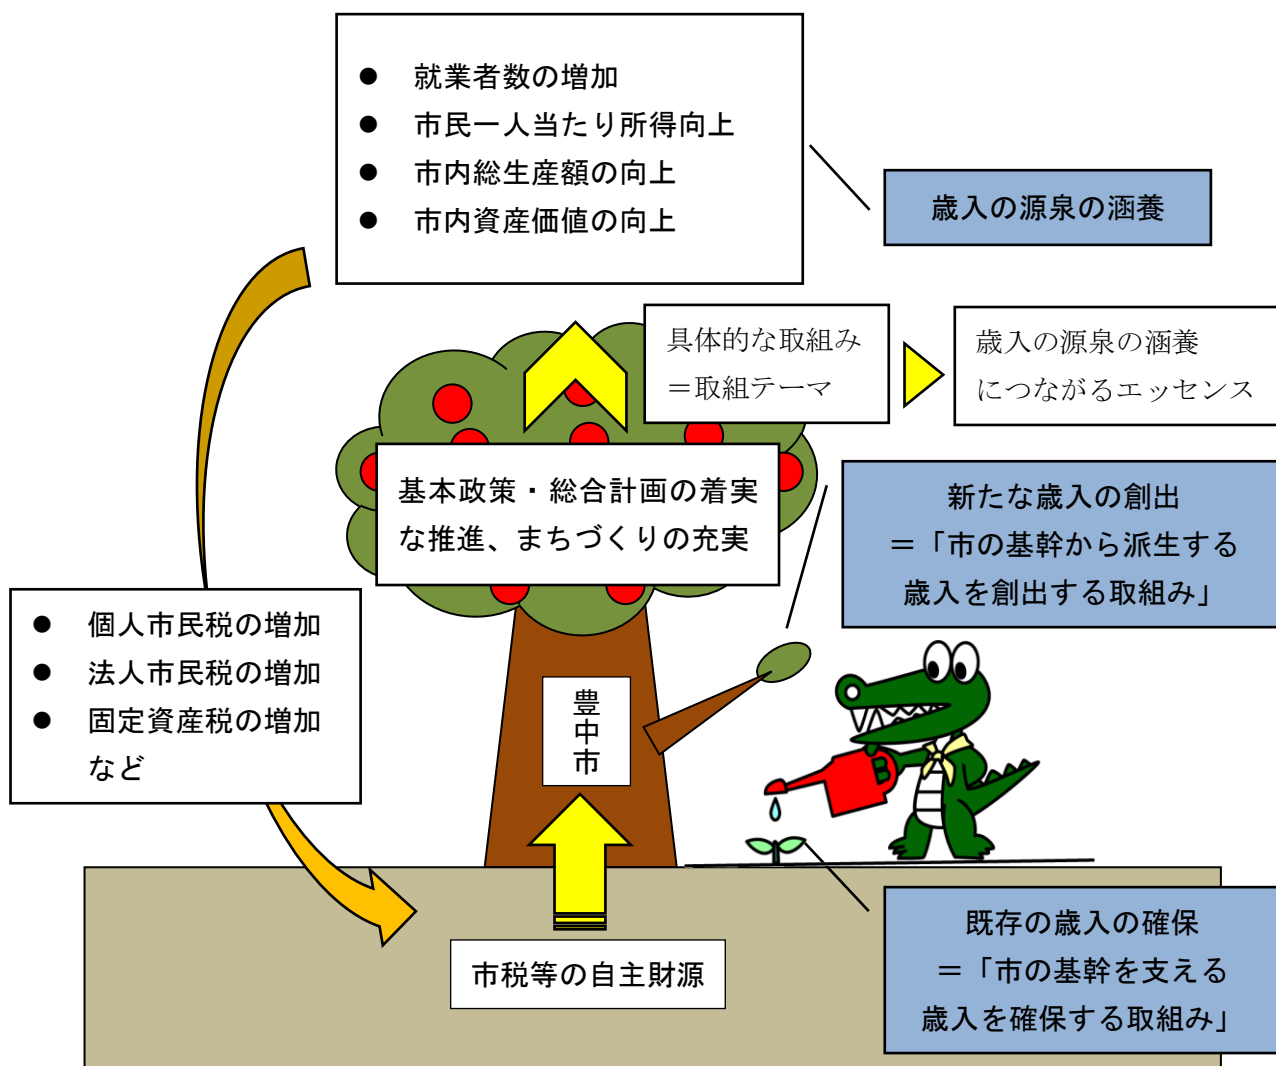 ● 就業者数の増加
● 市民一人当たり所得向上
● 市内総生産額の向上
● 市内資産価値の向上
歳入の源泉の涵養
具体的な取組み
＝取組テーマ
歳入の源泉の涵養
につながるエッセンス
基本政策・総合計画の着実
な推進、まちづくりの充実
新たな歳入の創出
＝「市の基幹から派生する
歳入を創出する取組み」
● 個人市民税の増加
● 法人市民税の増加
● 固定資産税の増加
など
豊中市
市税等の自主財源
既存の歳入の確保
＝「市の基幹を支える
歳入を確保する取組み」